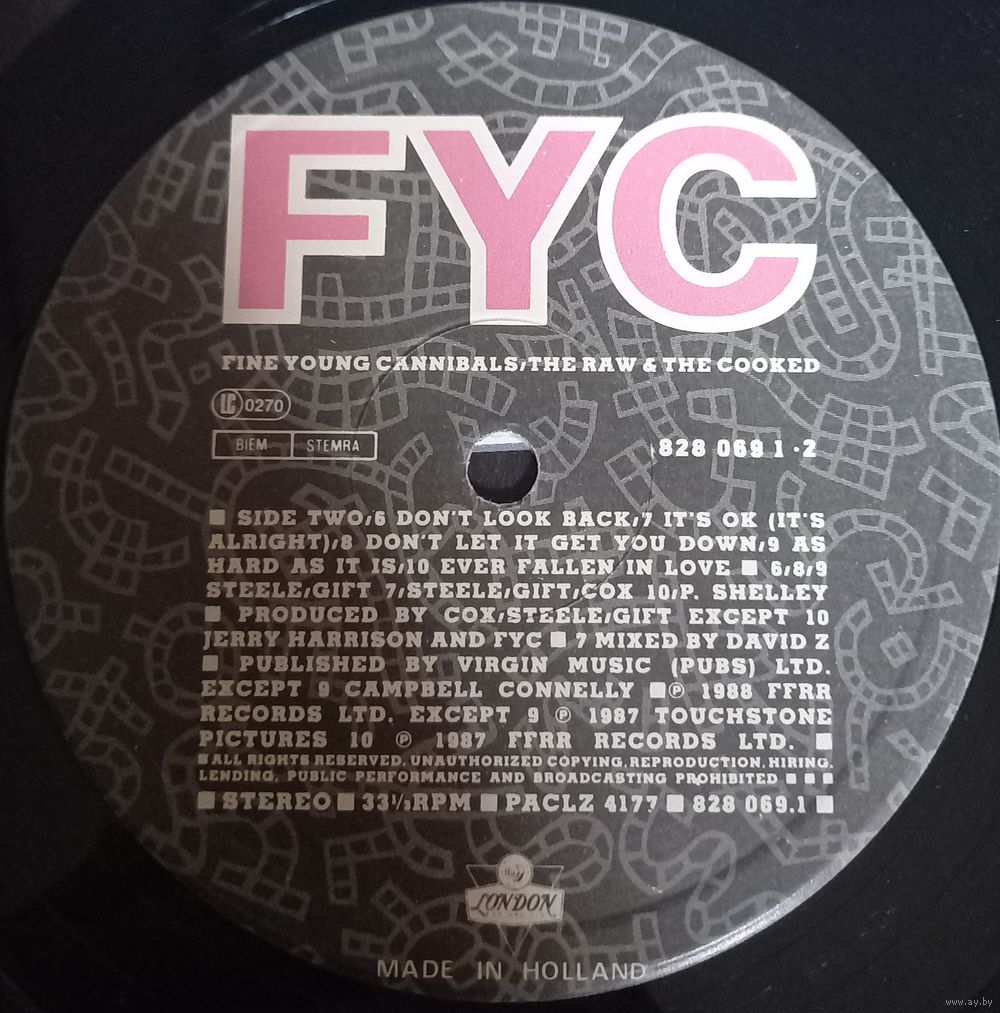 FYC
FINE YOUNG CANNIBALS/THE RAW & THE COOKED
LC 0270
BIEM STEMRA
828 069 1·2
■ SIDE TWO/6 DON'T LOOK BACK/7 IT'S OK (IT'S
ALRIGHT)/8 DON'T LET IT GET YOU DOWN/9 AS
HARD AS IT IS/10 EVER FALLEN IN LOVE ■ 6/8/9
STEELE/GIFT 7/STEELE/GIFT/COX 10/P. SHELLEY
■ PRODUCED BY COX/STEELE/GIFT EXCEPT 10
JERRY HARRISON AND FYC ■ 7 MIXED BY DAVID Z
■ PUBLISHED BY VIRGIN MUSIC (PUBS) LTD.
EXCEPT 9 CAMPBELL CONNELLY ■ ℗ 1988 FFRR
RECORDS LTD. EXCEPT 9 ℗ 1987 TOUCHSTONE
PICTURES 10 ℗ 1987 FFRR RECORDS LTD. ■
■ ALL RIGHTS RESERVED. UNAUTHORIZED COPYING, REPRODUCTION, HIRING,
LENDING, PUBLIC PERFORMANCE AND BROADCASTING PROHIBITED ■ ■ ■
■ STEREO ■ 33⅓RPM ■ PACLZ 4177 ■ 828 069.1 ■
LONDON
MADE IN HOLLAND
www.ay.by